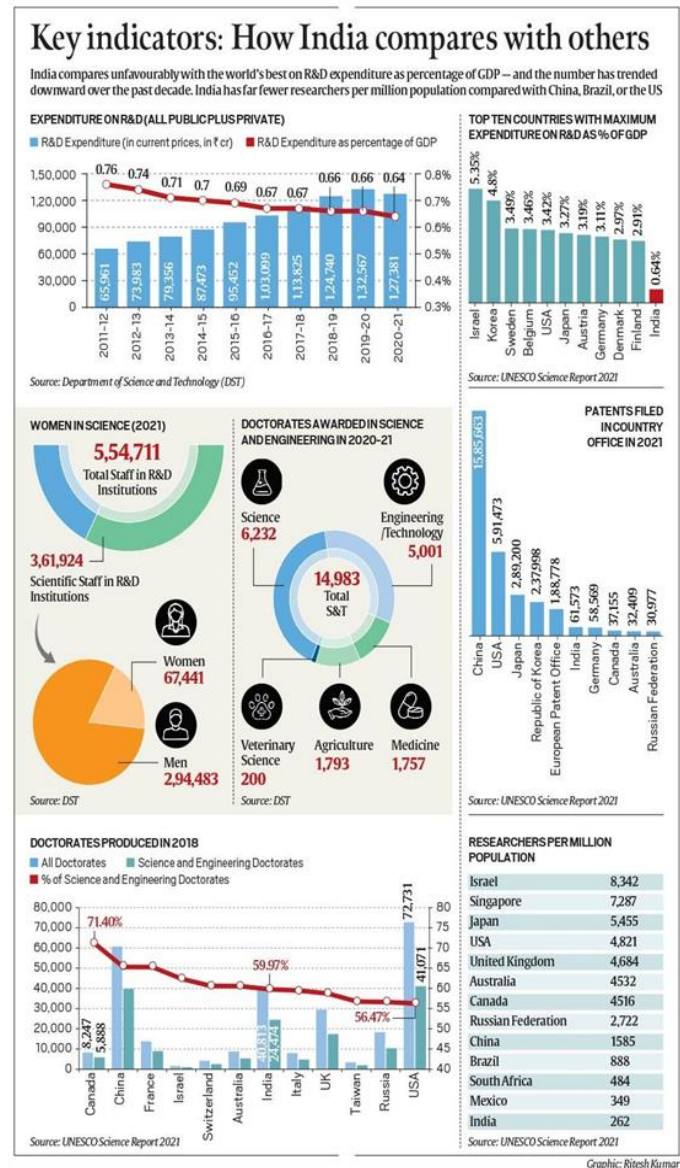 Key indicators: How India compares with others
India compares unfavourably with the world's best on R&D expenditure as percentage of GDP — and the number has trended
downward over the past decade. India has far fewer researchers per million population compared with China, Brazil, or the US
EXPENDITURE ON R&D (ALL PUBLIC PLUS PRIVATE)
R&D Expenditure (in current prices, in ₹ cr)
R&D Expenditure as percentage of GDP
0.76
0.74
0.71
0.7
0.69
0.67
0.67
0.66
0.66
0.64
1,50,000
1,20,000
90,000
60,000
30,000
0
0.8%
0.7%
0.6%
0.5%
0.4%
0.3%
65,961
73,983
79,356
87,473
95,452
1,03,099
1,13,825
1,24,740
1,32,567
1,27,381
2011-12
2012-13
2013-14
2014-15
2015-16
2016-17
2017-18
2018-19
2019-20
2020-21
Source: Department of Science and Technology (DST)
TOP TEN COUNTRIES WITH MAXIMUM
EXPENDITURE ON R&D AS % OF GDP
5.35%
4.8%
3.49%
3.46%
3.42%
3.27%
3.19%
3.11%
2.97%
2.91%
0.64%
Israel
Korea
Sweden
Belgium
USA
Japan
Austria
Germany
Denmark
Finland
India
Source: UNESCO Science Report 2021
WOMEN IN SCIENCE (2021)
5,54,711
Total Staff in R&D
Institutions
3,61,924
Scientific Staff in R&D
Institutions
Women
67,441
Men
2,94,483
Source: DST
DOCTORATES AWARDED IN SCIENCE
AND ENGINEERING IN 2020-21
Science
6,232
Engineering
/Technology
5,001
14,983
Total
S&T
Veterinary
Science
200
Agriculture
1,793
Medicine
1,757
Source: DST
PATENTS FILED
IN COUNTRY
OFFICE IN 2021
15,85,663
5,91,473
2,89,200
2,37,998
1,88,778
61,573
58,569
37,155
32,409
30,977
China
USA
Japan
Republic of Korea
European Patent Office
India
Germany
Canada
Australia
Russian Federation
Source: UNESCO Science Report 2021
DOCTORATES PRODUCED IN 2018
All Doctorates
Science and Engineering Doctorates
% of Science and Engineering Doctorates
80,000
70,000
60,000
50,000
40,000
30,000
20,000
10,000
0
80
75
70
65
60
55
50
45
40
71.40%
59.97%
56.47%
8,247
5,888
40,813
24,474
72,731
41,071
Canada
China
France
Israel
Switzerland
Australia
India
Italy
UK
Taiwan
Russia
USA
Source: UNESCO Science Report 2021
RESEARCHERS PER MILLION
POPULATION
Israel 8,342
Singapore 7,287
Japan 5,455
USA 4,821
United Kingdom 4,684
Australia 4532
Canada 4516
Russian Federation 2,722
China 1585
Brazil 888
South Africa 484
Mexico 349
India 262
Source: UNESCO Science Report 2021
Graphic: Ritesh Kumar